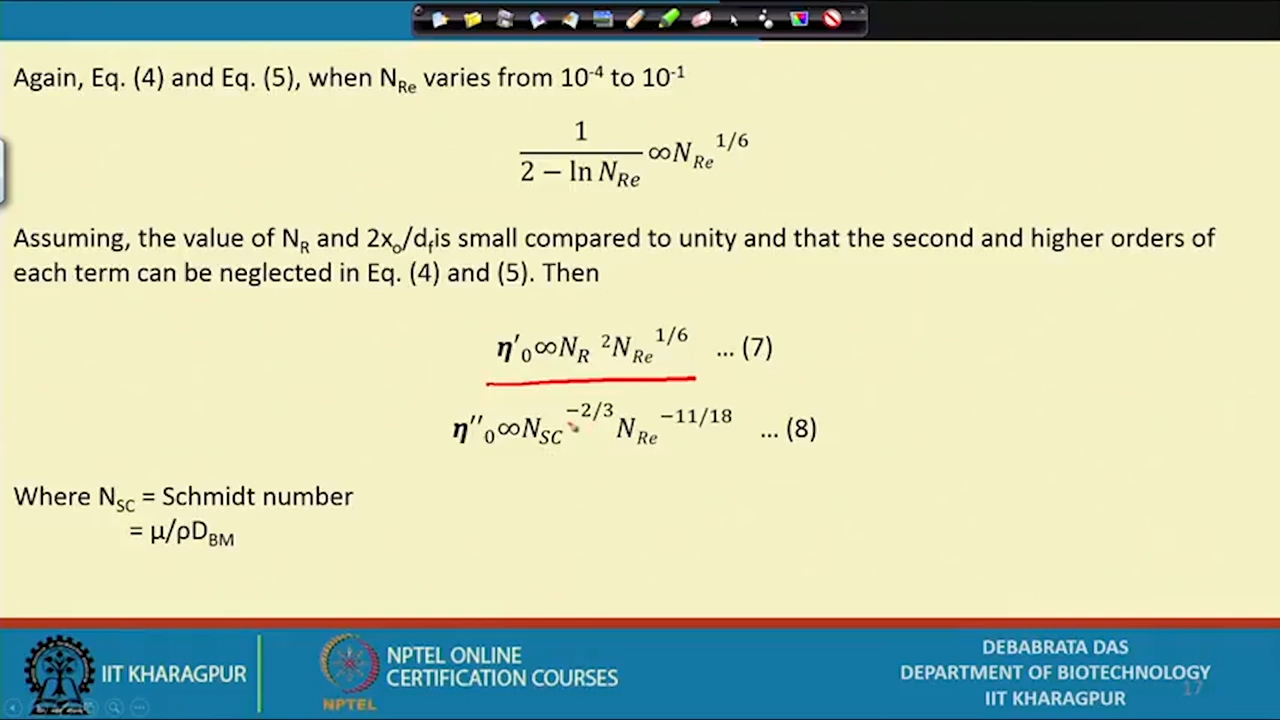 Again, Eq. (4) and Eq. (5), when N_Re varies from 10^-4 to 10^-1
1
2 − ln N_Re ∞N_Re^1/6
Assuming, the value of N_R and 2x_o/d_f is small compared to unity and that the second and higher orders of
each term can be neglected in Eq. (4) and (5). Then
η′_0∞N_R ^2N_Re^1/6 ... (7)
η″_0∞N_SC^−2/3 N_Re^−11/18 ... (8)
Where N_SC = Schmidt number
= μ/ρD_BM
IIT KHARAGPUR
NPTEL
NPTEL ONLINE
CERTIFICATION COURSES
DEBABRATA DAS
DEPARTMENT OF BIOTECHNOLOGY
IIT KHARAGPUR
17